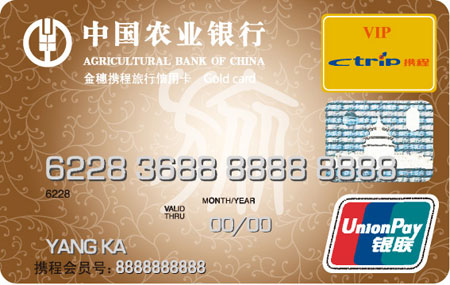 中国农业银行
AGRICULTURAL BANK OF CHINA
金穗携程旅行信用卡 Gold card
VIP
Ctrip 携程
6228 3688 8888 8888
6228
VALID THRU
MONTH/YEAR
00/00
YANG KA
携程会员号: 8888888888
UnionPay
银联